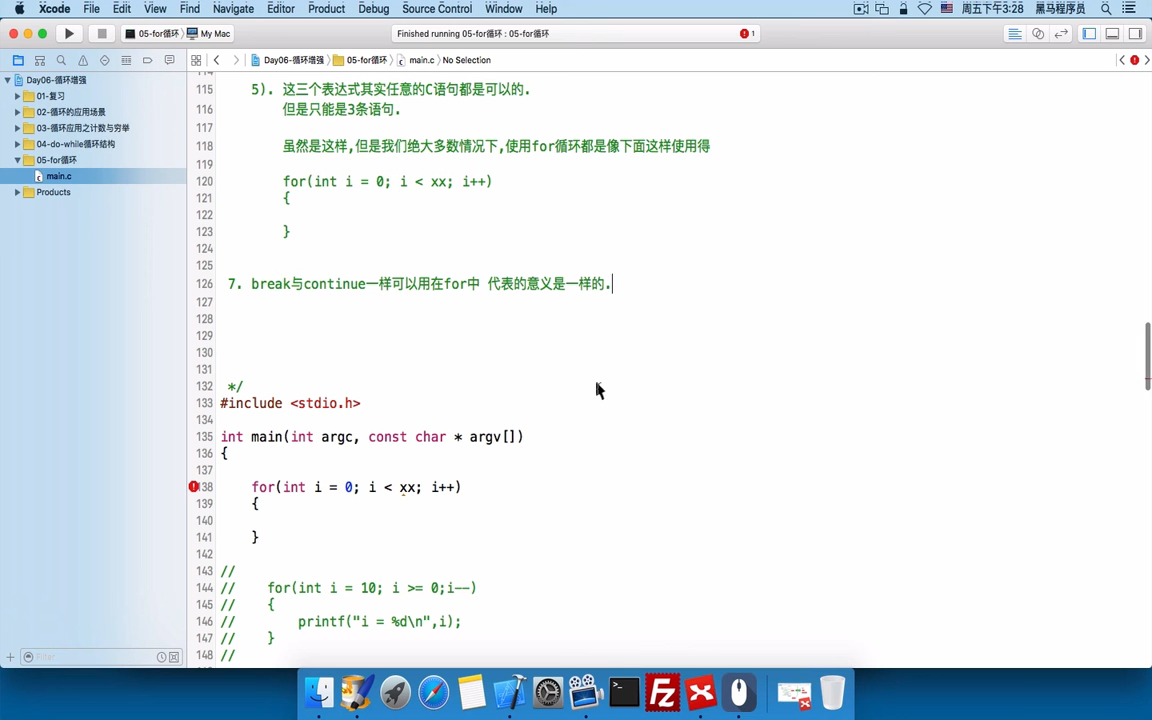 Xcode File Edit View Find Navigate Editor Product Debug Source Control Window Help 周五下午3:28 黑马程序员
05-for循环 My Mac Finished running 05-for循环 : 05-for循环 1
Day06-循环增强 05-for循环 main.c No Selection
Day06-循环增强
01-复习
02-循环的应用场景
03-循环应用之计数与穷举
04-do-while循环结构
05-for循环
main.c
Products
115 5). 这三个表达式其实任意的C语句都是可以的.
116 但是只能是3条语句.
117
118 虽然是这样,但是我们绝大多数情况下,使用for循环都是像下面这样使用得
119
120 for(int i = 0; i < xx; i++)
121 {
122
123 }
124
125
126 7. break与continue一样可以用在for中 代表的意义是一样的.
127
128
129
130
131
132 */
133 #include <stdio.h>
134
135 int main(int argc, const char * argv[])
136 {
137
138 for(int i = 0; i < xx; i++)
139 {
140
141 }
142
143 //
144 // for(int i = 10; i >= 0;i--)
145 // {
146 // printf("i = %d\n",i);
147 // }
148 //
Filter